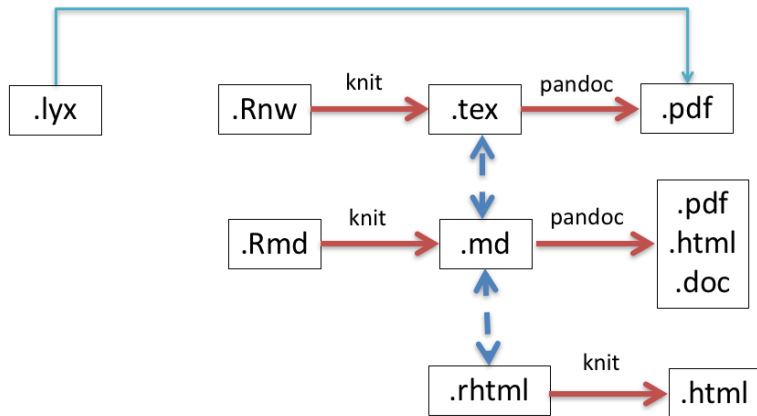 knit
pandoc
.lyx
.Rnw
.tex
.pdf
knit
pandoc
.Rmd
.md
.pdf
.html
.doc
knit
.rhtml
.html